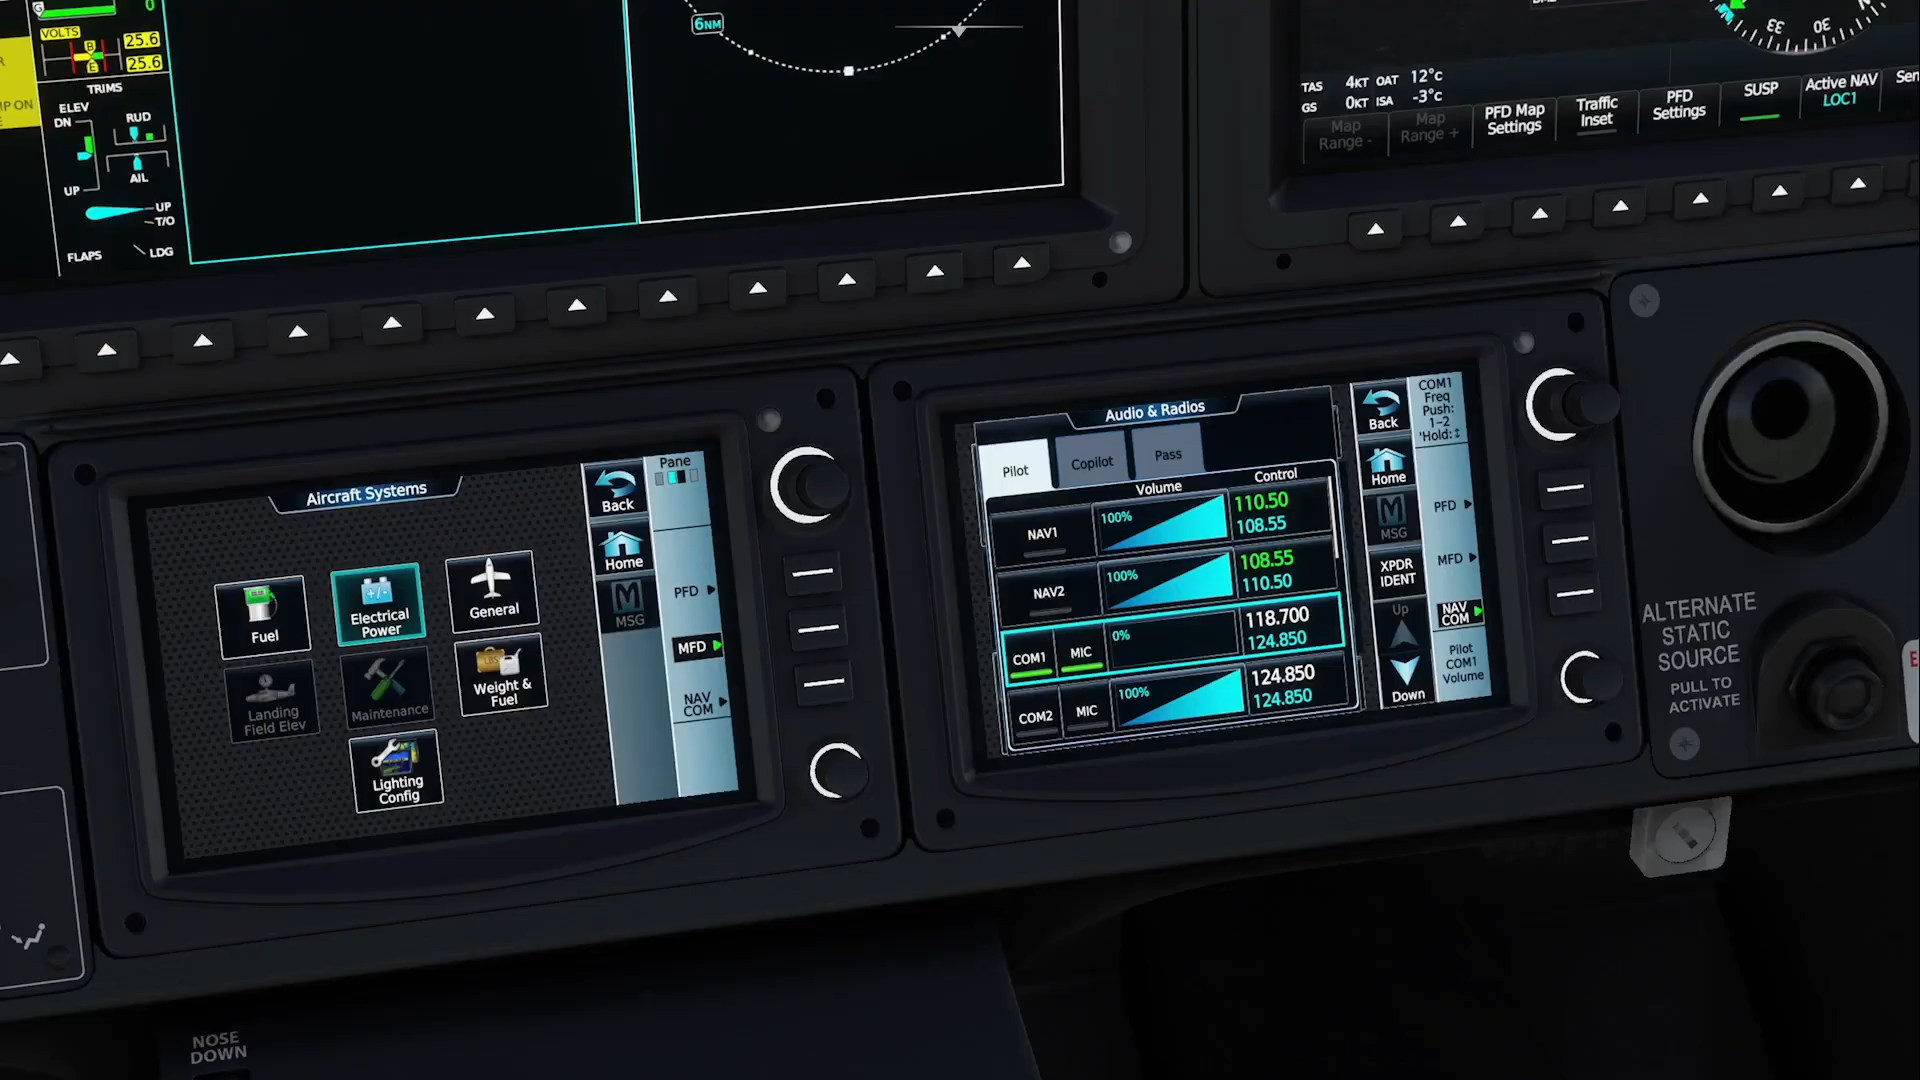 0
VOLTS
B
25.6
E
25.6
TRIMS
ELEV
DN
RUD
AIL
UP
UP
T/O
FLAPS
LDG
MP ON
6NM
TAS 4KT OAT 12°C
GS 0KT ISA -3°C
33
30
Map
Range -
Map
Range +
PFD Map
Settings
Traffic
Inset
PFD
Settings
SUSP
Active NAV
LOC1
Aircraft Systems
Fuel
Electrical
Power
General
Landing
Field Elev
Maintenance
Weight &
Fuel
Lighting
Config
Back
Home
MSG
Pane
PFD
MFD
NAV
COM
Audio & Radios
Pilot
Copilot
Pass
Volume
Control
NAV1
100%
110.50
108.55
NAV2
100%
108.55
110.50
COM1
MIC
0%
118.700
124.850
COM2
MIC
100%
124.850
124.850
Back
Home
MSG
XPDR
IDENT
Up
Down
COM1
Freq
Push:
1-2
Hold:↕
PFD
MFD
NAV
COM
Pilot
COM1
Volume
ALTERNATE
STATIC
SOURCE
PULL TO
ACTIVATE
NOSE
DOWN